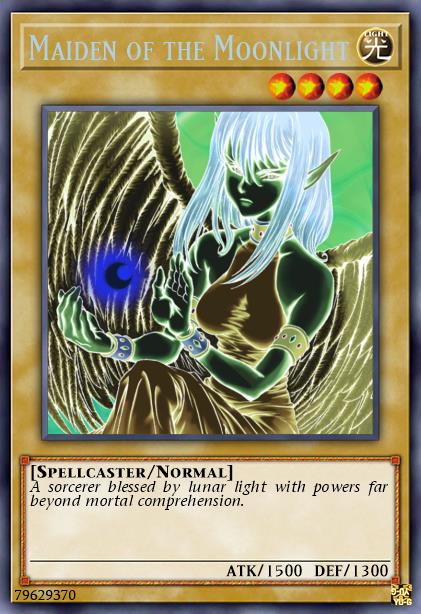 Maiden of the Moonlight
LIGHT
光
[Spellcaster/Normal]
A sorcerer blessed by lunar light with powers far
beyond mortal comprehension.
ATK/1500 DEF/1300
79629370